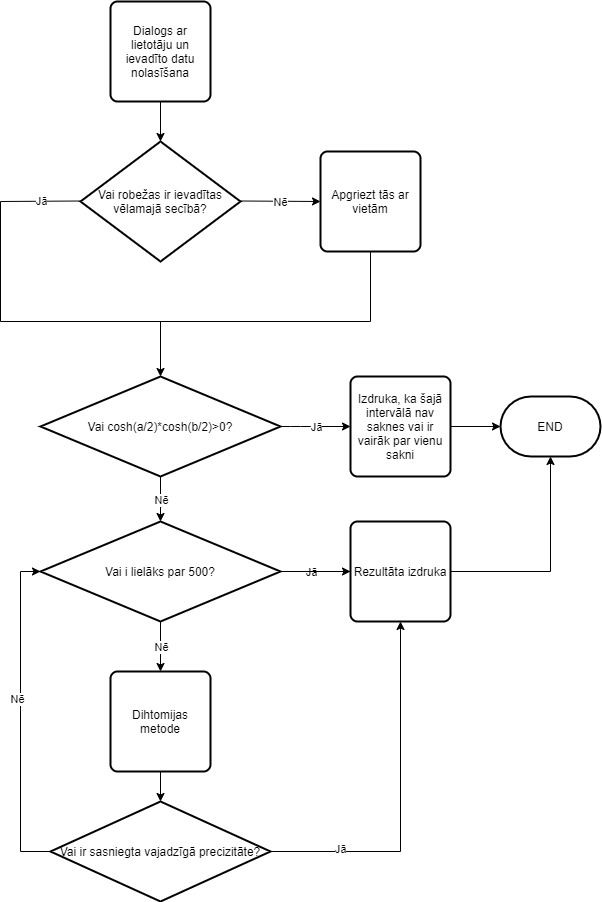 Dialogs ar
lietotāju un
ievadīto datu
nolasīšana
Vai robežas ir ievadītas
vēlamajā secībā?
Jā
Nē
Apgriezt tās ar
vietām
Vai cosh(a/2)*cosh(b/2)>0?
Jā
Izdruka, ka šajā
intervālā nav
saknes vai ir
vairāk par vienu
sakni
END
Nē
Vai i lielāks par 500?
Jā
Rezultāta izdruka
Nē
Nē
Dihtomijas
metode
Vai ir sasniegta vajadzīgā precizitāte?
Jā